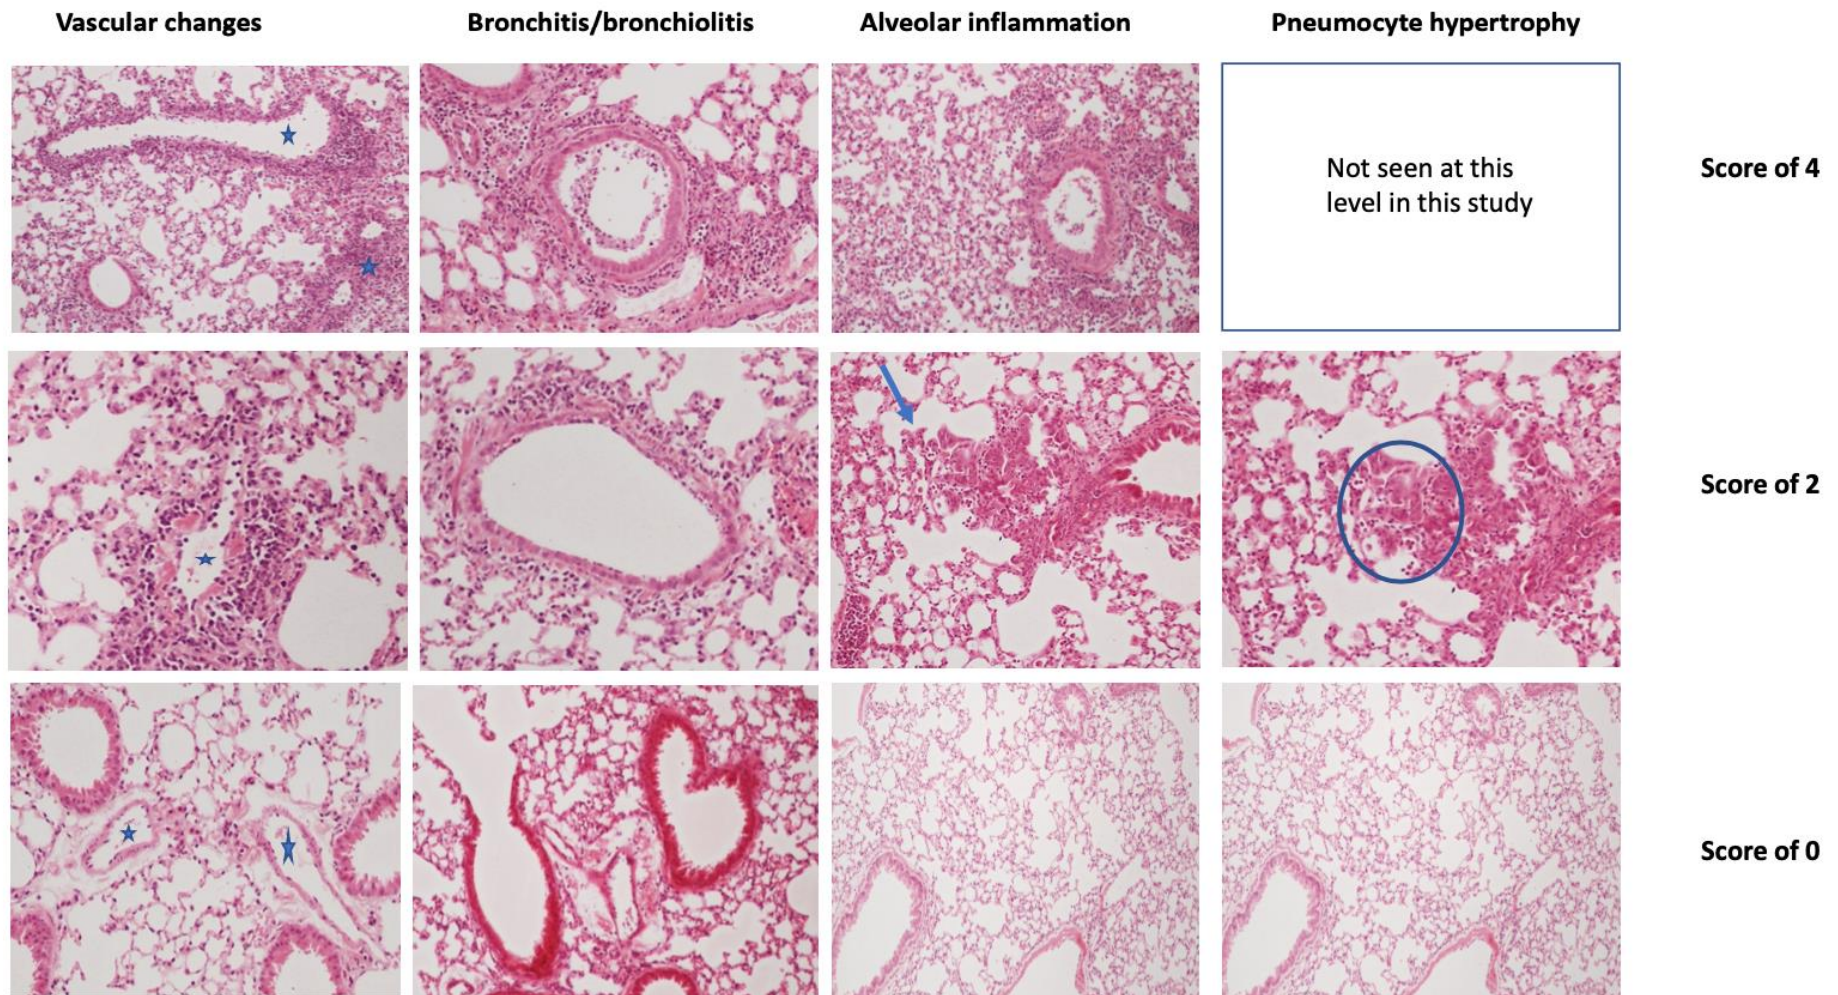 Vascular changes
Bronchitis/bronchiolitis
Alveolar inflammation
Pneumocyte hypertrophy
Not seen at this
level in this study
Score of 4
Score of 2
Score of 0